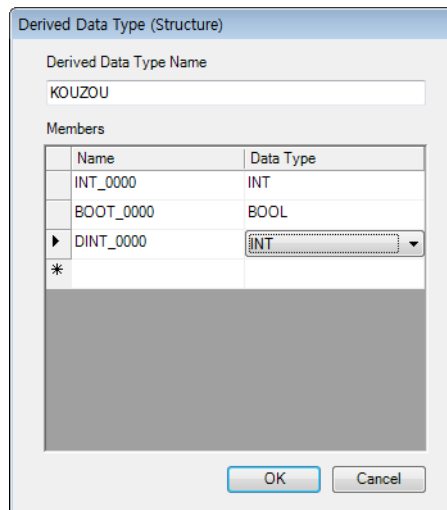 Derived Data Type (Structure)
Derived Data Type Name
KOUZOU
Members
Name Data Type
INT_0000 INT
BOOT_0000 BOOL
DINT_0000 INT
OK Cancel